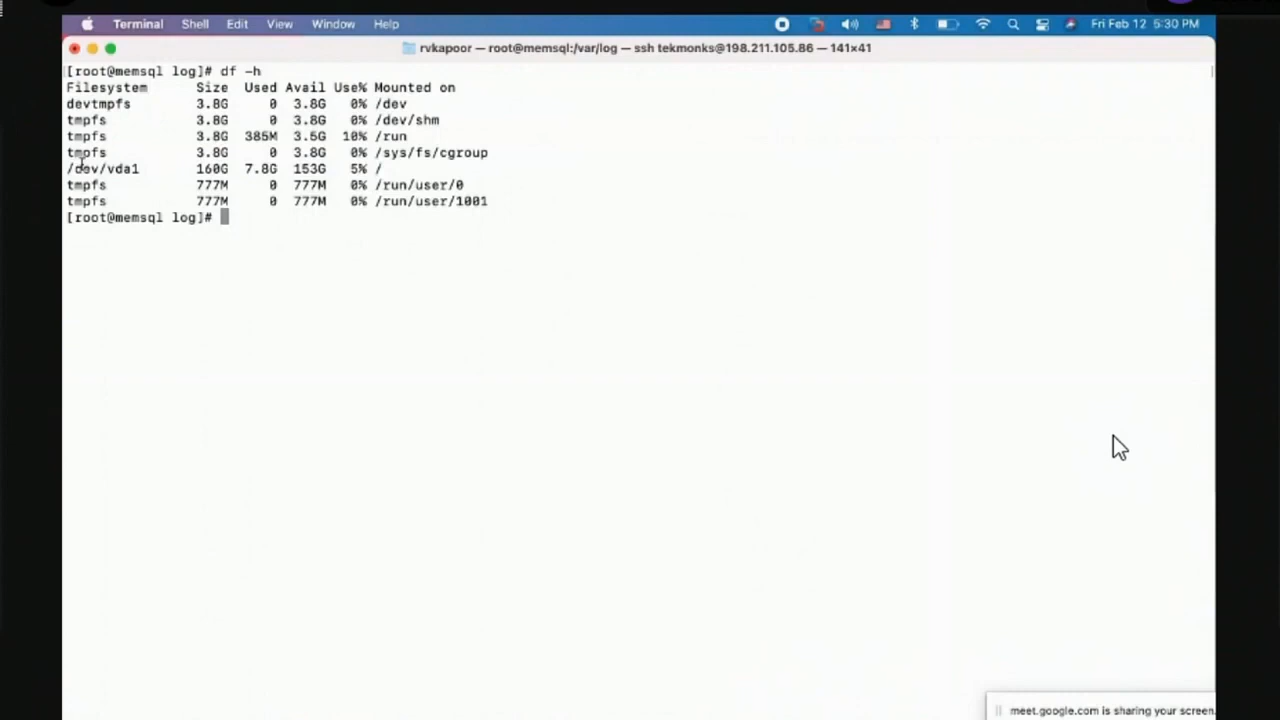 Terminal Shell Edit View Window Help Fri Feb 12 5:30 PM
rvkapoor — root@memsql:/var/log — ssh tekmonks@198.211.105.86 — 141×41
[root@memsql log]# df -h
Filesystem Size Used Avail Use% Mounted on
devtmpfs 3.8G 0 3.8G 0% /dev
tmpfs 3.8G 0 3.8G 0% /dev/shm
tmpfs 3.8G 385M 3.5G 10% /run
tmpfs 3.8G 0 3.8G 0% /sys/fs/cgroup
/dev/vda1 160G 7.8G 153G 5% /
tmpfs 777M 0 777M 0% /run/user/0
tmpfs 777M 0 777M 0% /run/user/1001
[root@memsql log]#
meet.google.com is sharing your screen.